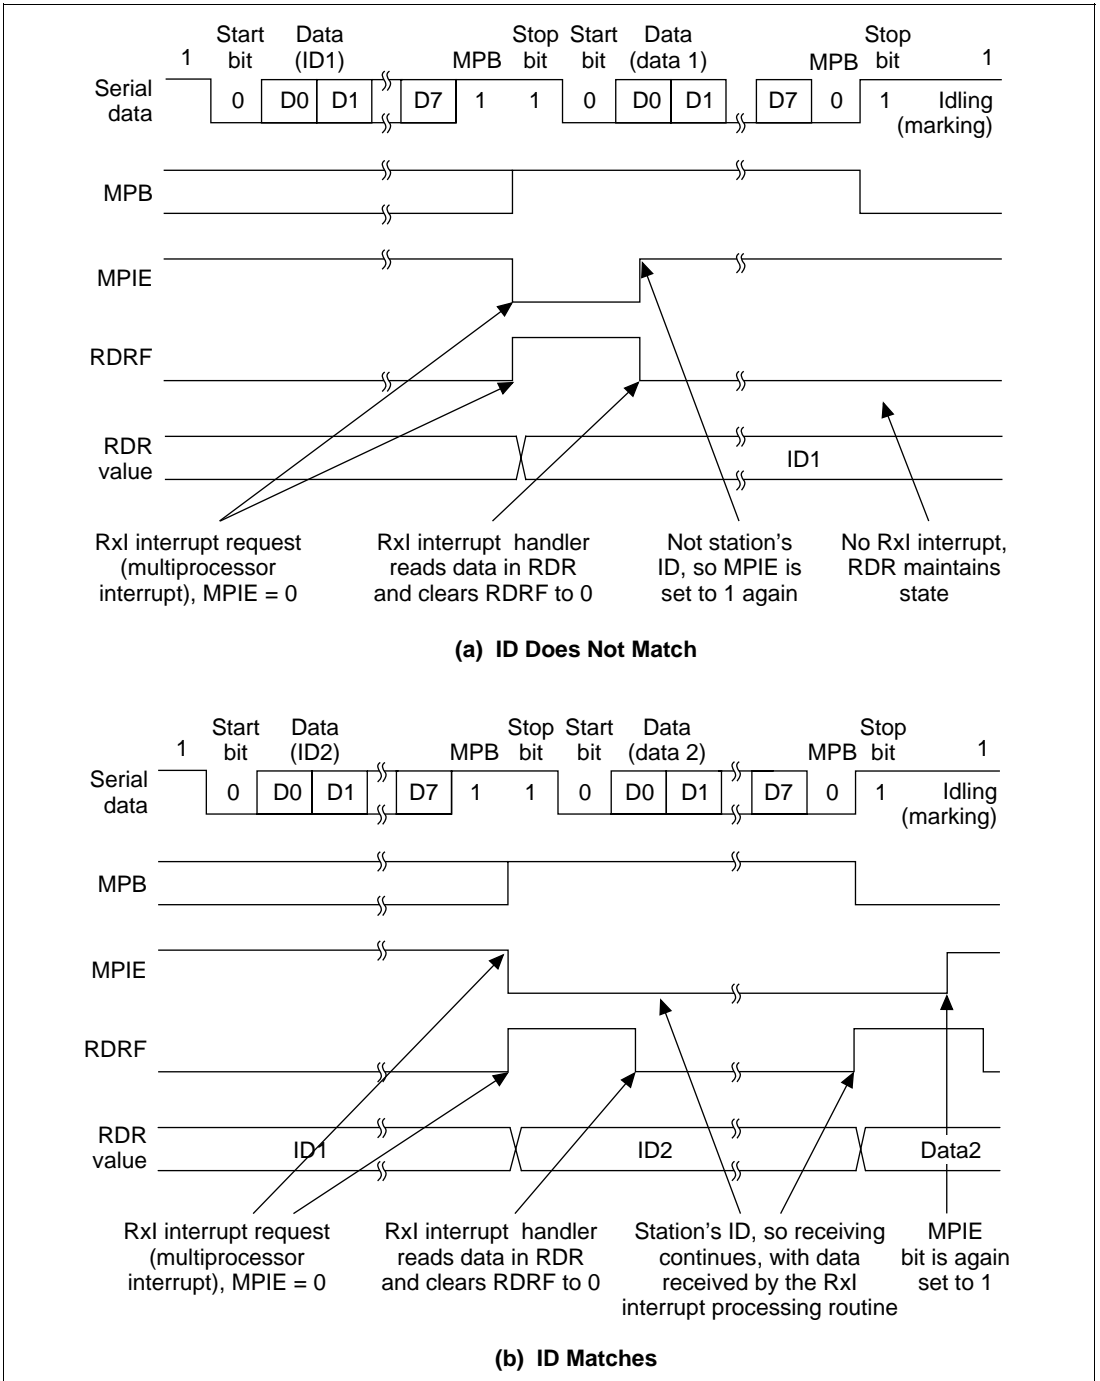 Start Data Stop Start Data Stop
1 bit (ID1) MPB bit bit (data 1) MPB bit 1
Serial data 0 D0 D1 D7 1 1 0 D0 D1 D7 0 1 Idling (marking)
MPB
MPIE
RDRF
RDR value ID1
RxI interrupt request
(multiprocessor
interrupt), MPIE = 0
RxI interrupt handler
reads data in RDR
and clears RDRF to 0
Not station's
ID, so MPIE is
set to 1 again
No RxI interrupt,
RDR maintains
state
(a) ID Does Not Match
Start Data Stop Start Data Stop
1 bit (ID2) MPB bit bit (data 2) MPB bit 1
Serial data 0 D0 D1 D7 1 1 0 D0 D1 D7 0 1 Idling (marking)
MPB
MPIE
RDRF
RDR value ID1 ID2 Data2
RxI interrupt request
(multiprocessor
interrupt), MPIE = 0
RxI interrupt handler
reads data in RDR
and clears RDRF to 0
Station's ID, so receiving
continues, with data
received by the RxI
interrupt processing routine
MPIE
bit is again
set to 1
(b) ID Matches